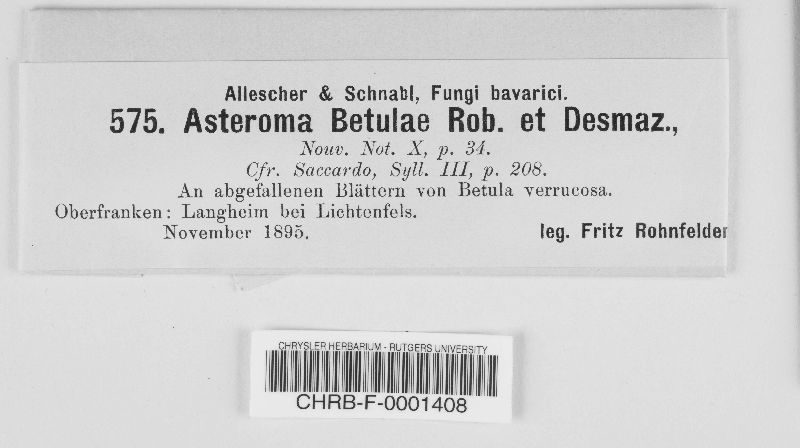 Allescher & Schnabl, Fungi bavarici.
575. Asteroma Betulae Rob. et Desmaz.,
Nouv. Not. X, p. 34.
Cfr. Saccardo, Syll. III, p. 208.
An abgefallenen Blättern von Betula verrucosa.
Oberfranken: Langheim bei Lichtenfels.
November 1895. leg. Fritz Rohnfelder
CHRYSLER HERBARIUM - RUTGERS UNIVERSITY
CHRB-F-0001408